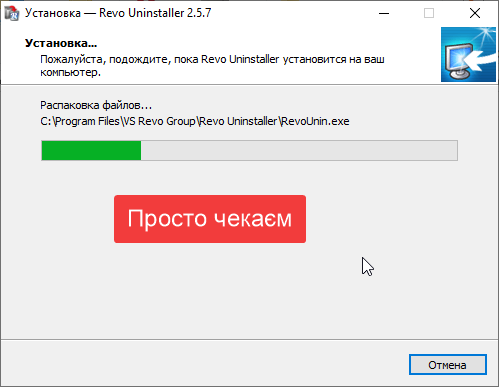 Установка — Revo Uninstaller 2.5.7
Установка...
Пожалуйста, подождите, пока Revo Uninstaller установится на ваш
компьютер.
Распаковка файлов...
C:\Program Files\VS Revo Group\Revo Uninstaller\RevoUnin.exe
Просто чекаєм
Отмена